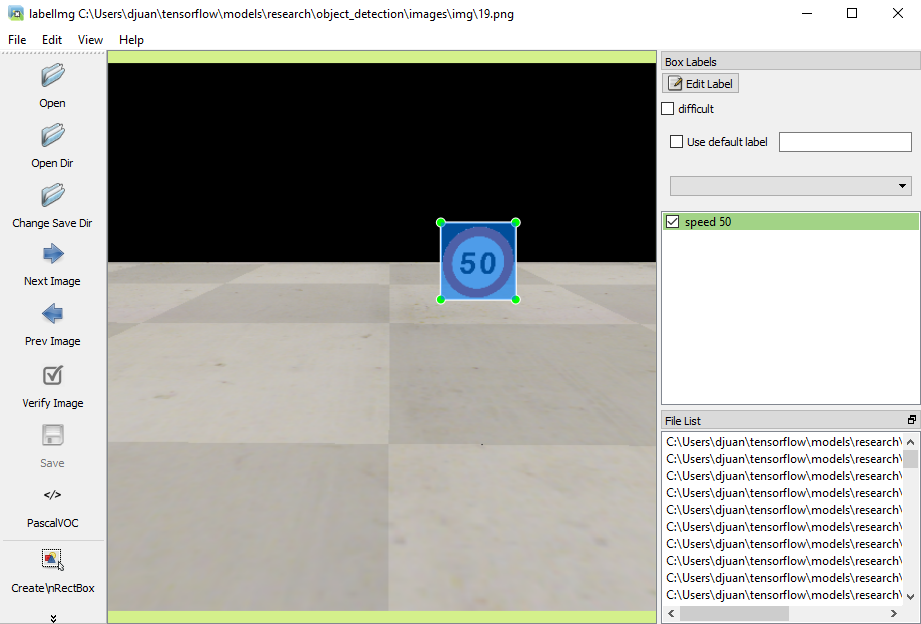 labelImg C:\Users\djuan\tensorflow\models\research\object_detection\images\img\19.png
File Edit View Help
Open
Open Dir
Change Save Dir
Next Image
Prev Image
Verify Image
Save
</>
PascalVOC
Create\nRectBox
50
Box Labels
Edit Label
difficult
Use default label
speed 50
File List
C:\Users\djuan\tensorflow\models\research\
C:\Users\djuan\tensorflow\models\research\
C:\Users\djuan\tensorflow\models\research\
C:\Users\djuan\tensorflow\models\research\
C:\Users\djuan\tensorflow\models\research\
C:\Users\djuan\tensorflow\models\research\
C:\Users\djuan\tensorflow\models\research\
C:\Users\djuan\tensorflow\models\research\
C:\Users\djuan\tensorflow\models\research\
C:\Users\djuan\tensorflow\models\research\